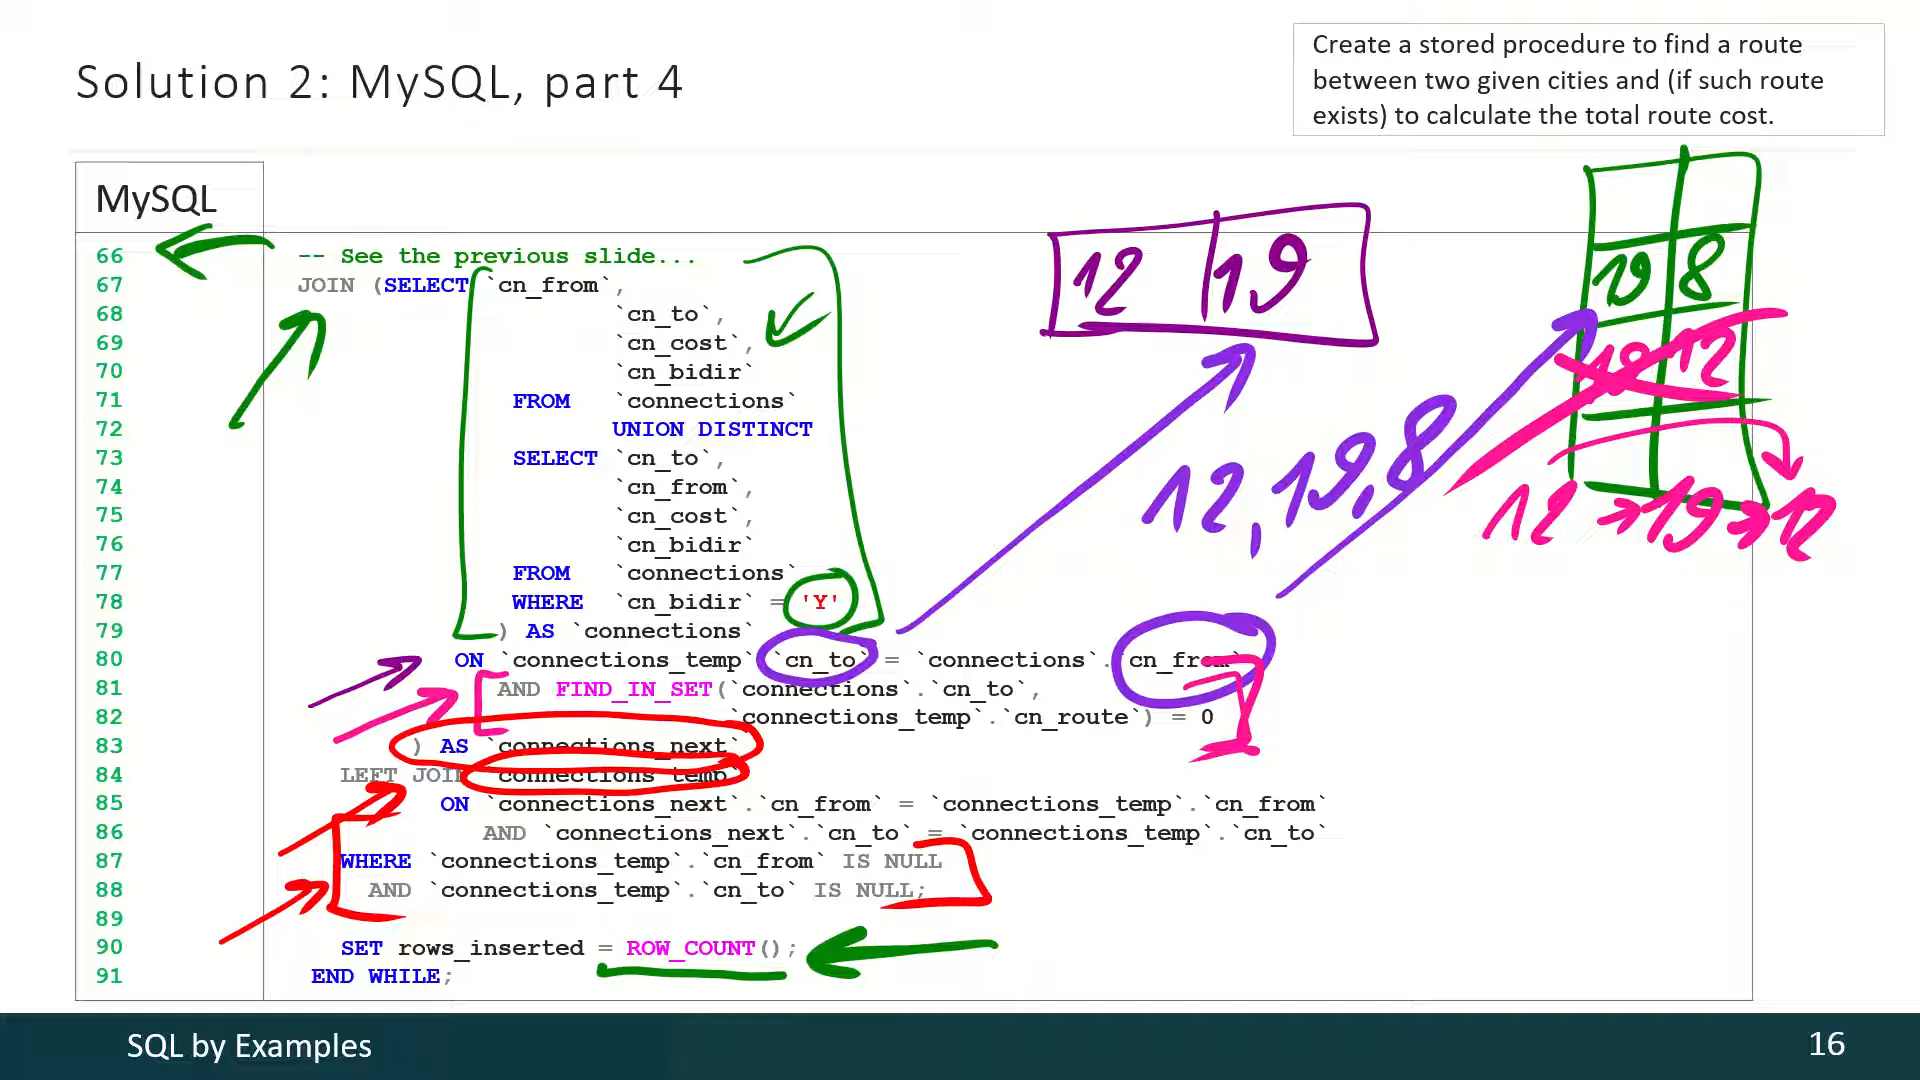 Solution 2: MySQL, part 4
Create a stored procedure to find a route
between two given cities and (if such route
exists) to calculate the total route cost.
MySQL
66 -- See the previous slide...
67 JOIN (SELECT `cn_from`,
68 `cn_to`,
69 `cn_cost`,
70 `cn_bidir`
71 FROM `connections`
72 UNION DISTINCT
73 SELECT `cn_to`,
74 `cn_from`,
75 `cn_cost`,
76 `cn_bidir`
77 FROM `connections`
78 WHERE `cn_bidir` = 'Y'
79 ) AS `connections`
80 ON `connections_temp`.`cn_to` = `connections`.`cn_from`
81 AND FIND_IN_SET(`connections`.`cn_to`,
82 `connections_temp`.`cn_route`) = 0
83 ) AS `connections_next`
84 LEFT JOIN `connections_temp`
85 ON `connections_next`.`cn_from` = `connections_temp`.`cn_from`
86 AND `connections_next`.`cn_to` = `connections_temp`.`cn_to`
87 WHERE `connections_temp`.`cn_from` IS NULL
88 AND `connections_temp`.`cn_to` IS NULL;
89
90 SET rows_inserted = ROW_COUNT();
91 END WHILE;
12 19
19 8
19 12
12, 19, 8
12 → 19 → 12
SQL by Examples
16